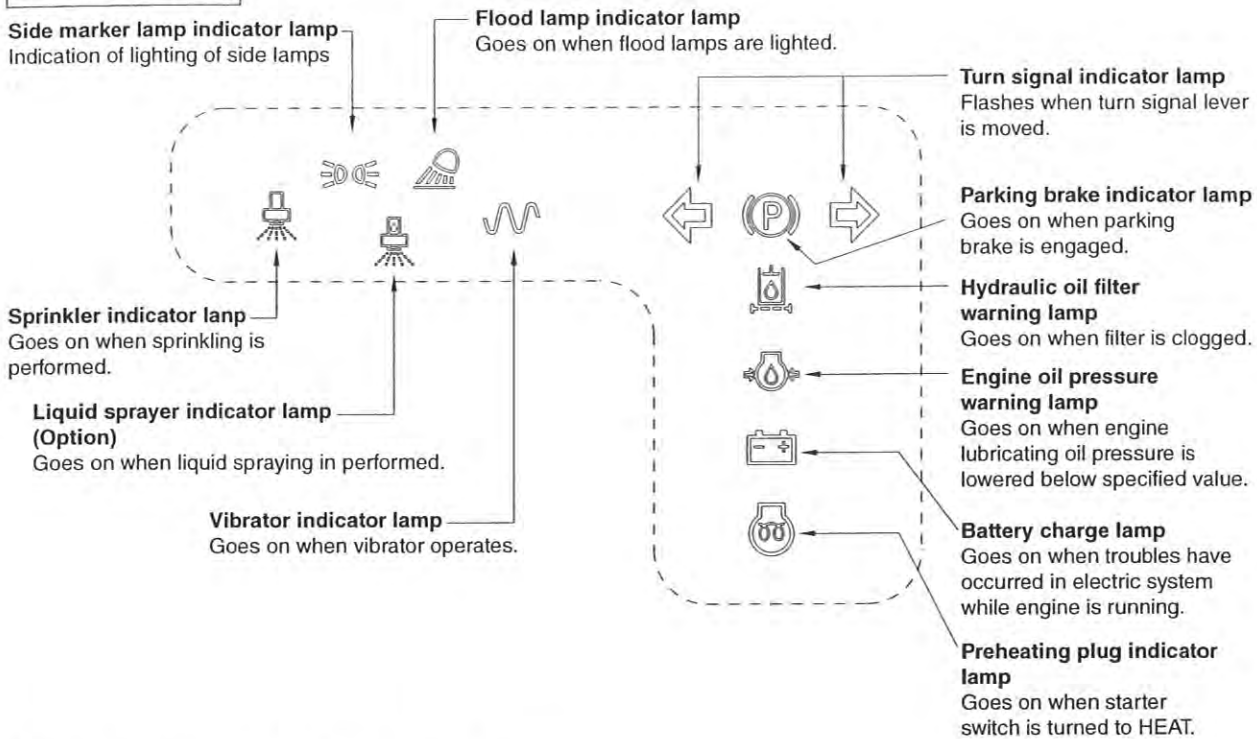 Side marker lamp indicator lamp
Indication of lighting of side lamps
Flood lamp indicator lamp
Goes on when flood lamps are lighted.
Turn signal indicator lamp
Flashes when turn signal lever
is moved.
P
Parking brake indicator lamp
Goes on when parking
brake is engaged.
Hydraulic oil filter
warning lamp
Goes on when filter is clogged.
Sprinkler indicator lanp
Goes on when sprinkling is
performed.
Engine oil pressure
warning lamp
Goes on when engine
lubricating oil pressure is
lowered below specified value.
Liquid sprayer indicator lamp
(Option)
Goes on when liquid spraying in performed.
- +
Vibrator indicator lamp
Goes on when vibrator operates.
Battery charge lamp
Goes on when troubles have
occurred in electric system
while engine is running.
Preheating plug indicator
lamp
Goes on when starter
switch is turned to HEAT.